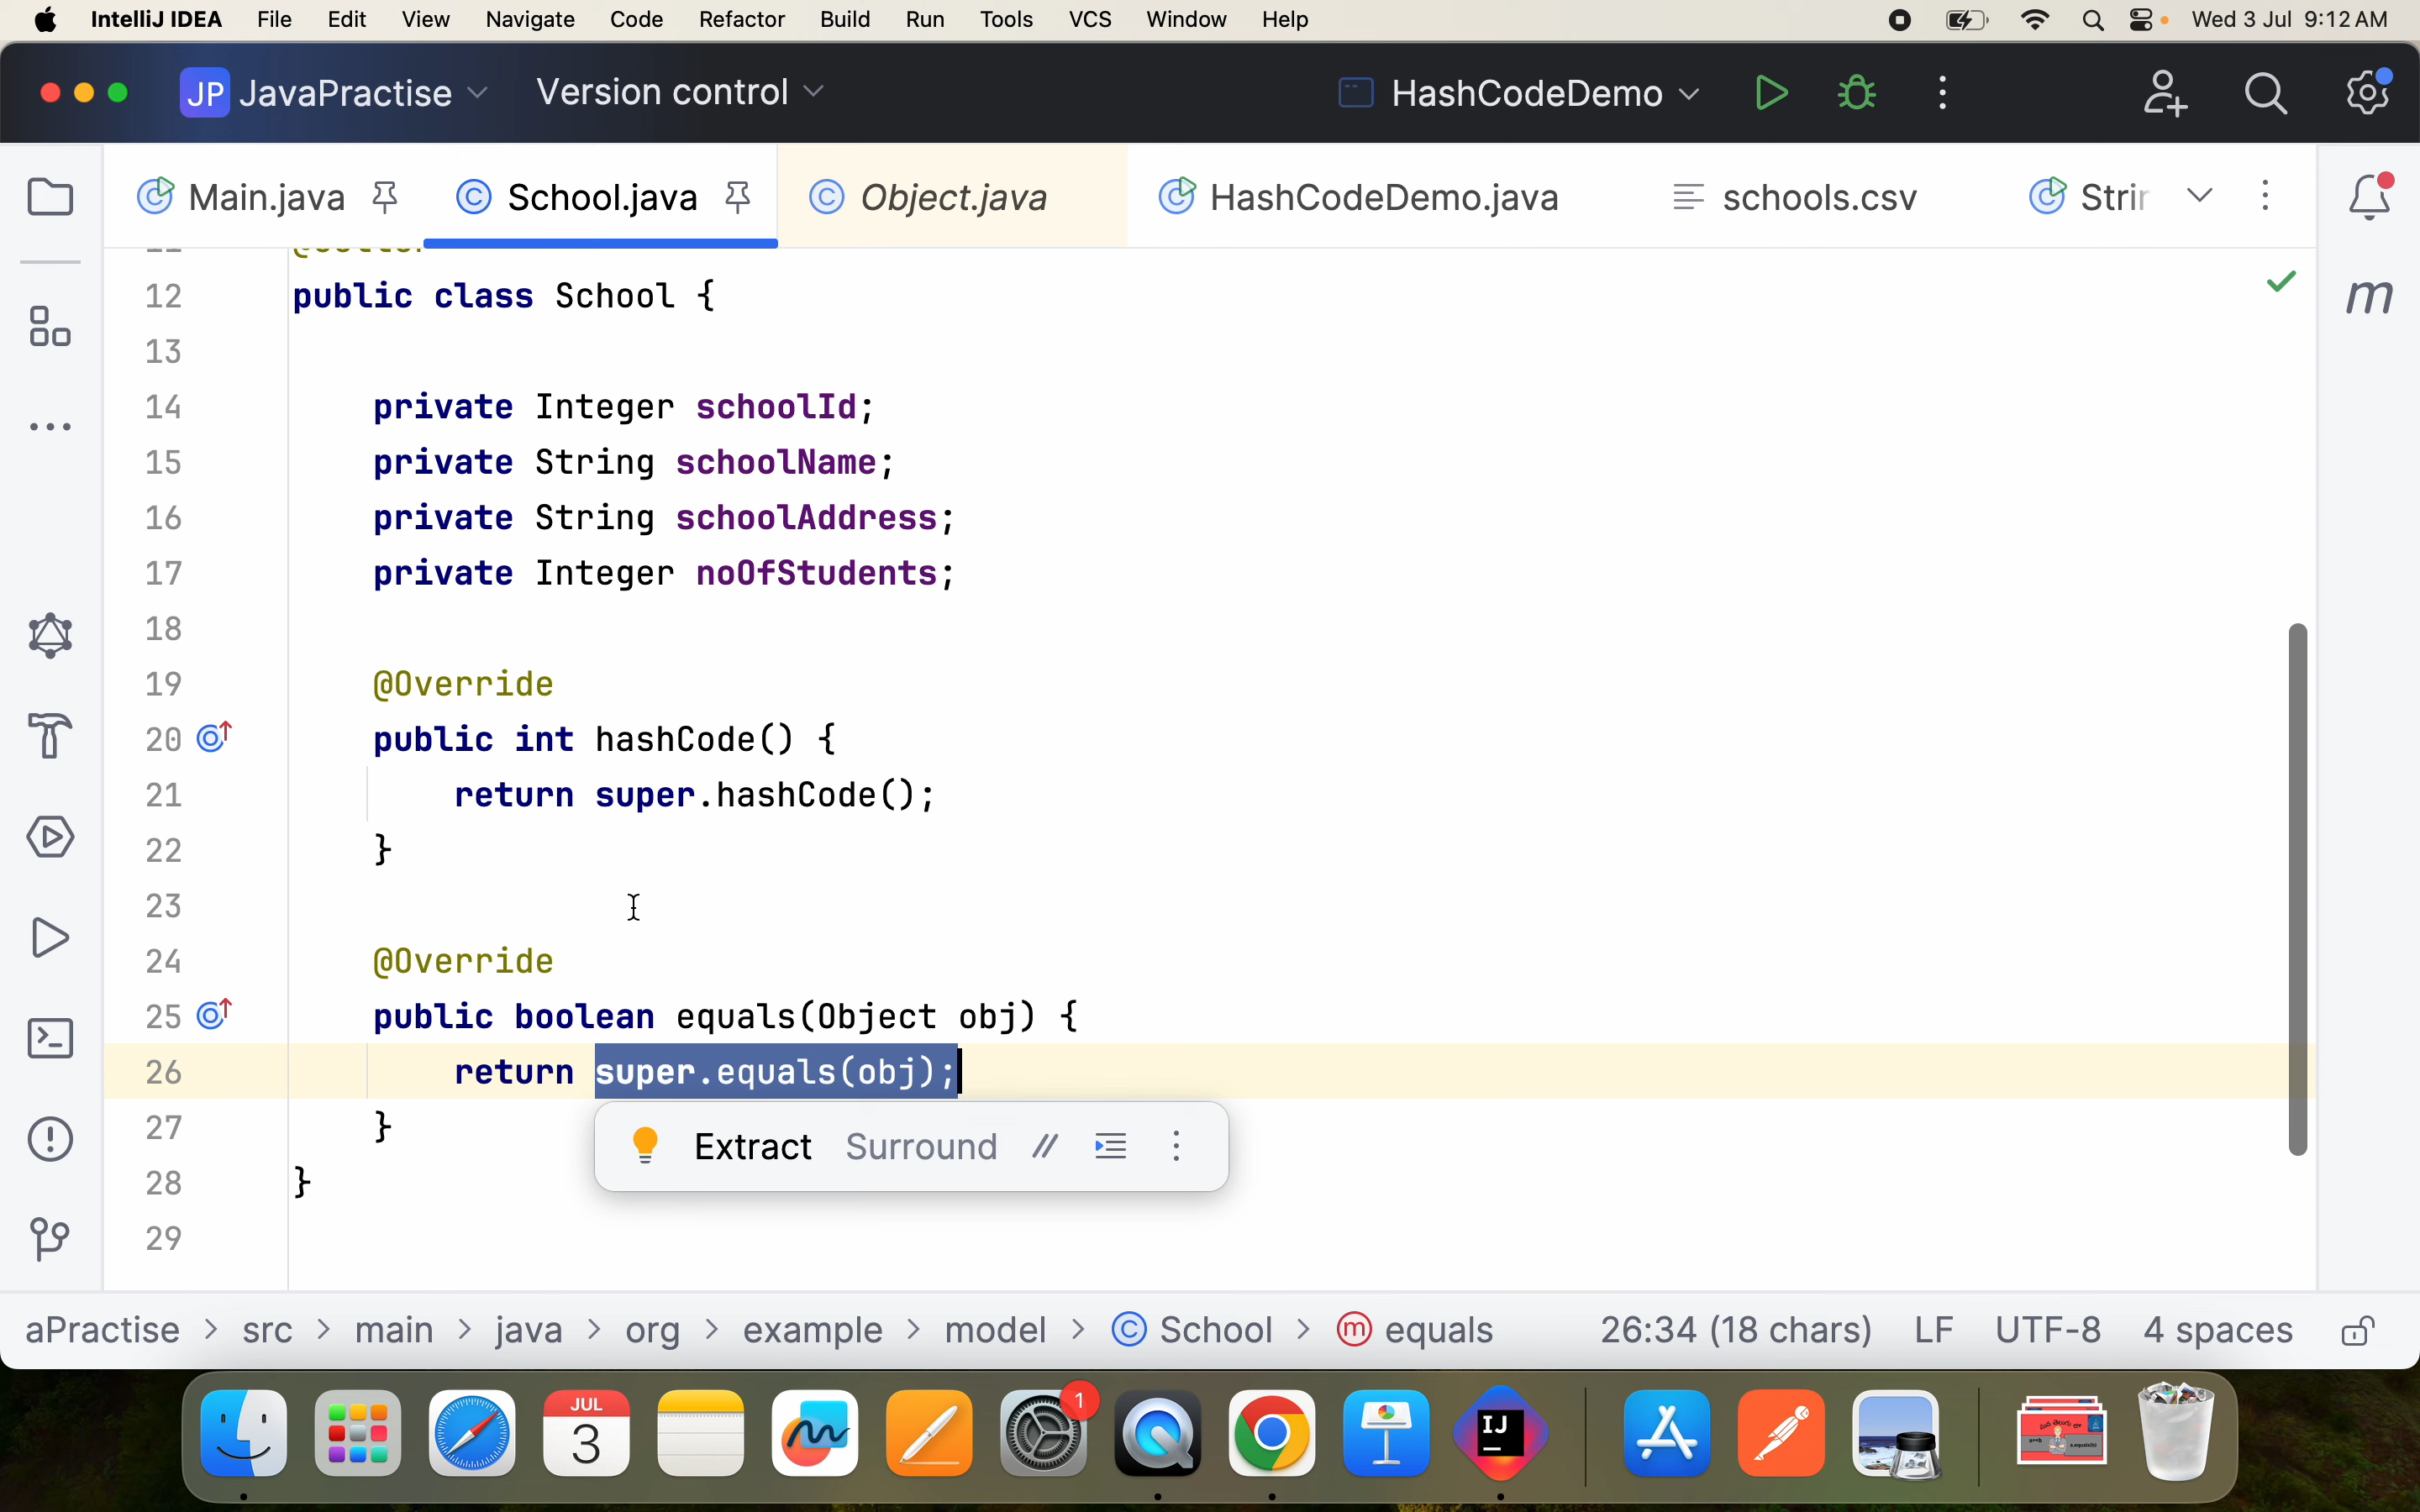 IntelliJ IDEA File Edit View Navigate Code Refactor Build Run Tools VCS Window Help Wed 3 Jul 9:12 AM
JP JavaPractise Version control HashCodeDemo
Main.java School.java Object.java HashCodeDemo.java schools.csv Strir
12 public class School {
13
14 private Integer schoolId;
15 private String schoolName;
16 private String schoolAddress;
17 private Integer noOfStudents;
18
19 @Override
20 public int hashCode() {
21 return super.hashCode();
22 }
23
24 @Override
25 public boolean equals(Object obj) {
26 return super.equals(obj);
27 }
Extract Surround //
28 }
29
aPractise > src > main > java > org > example > model > School > equals 26:34 (18 chars) LF UTF-8 4 spaces
JUL
3
1
IJ